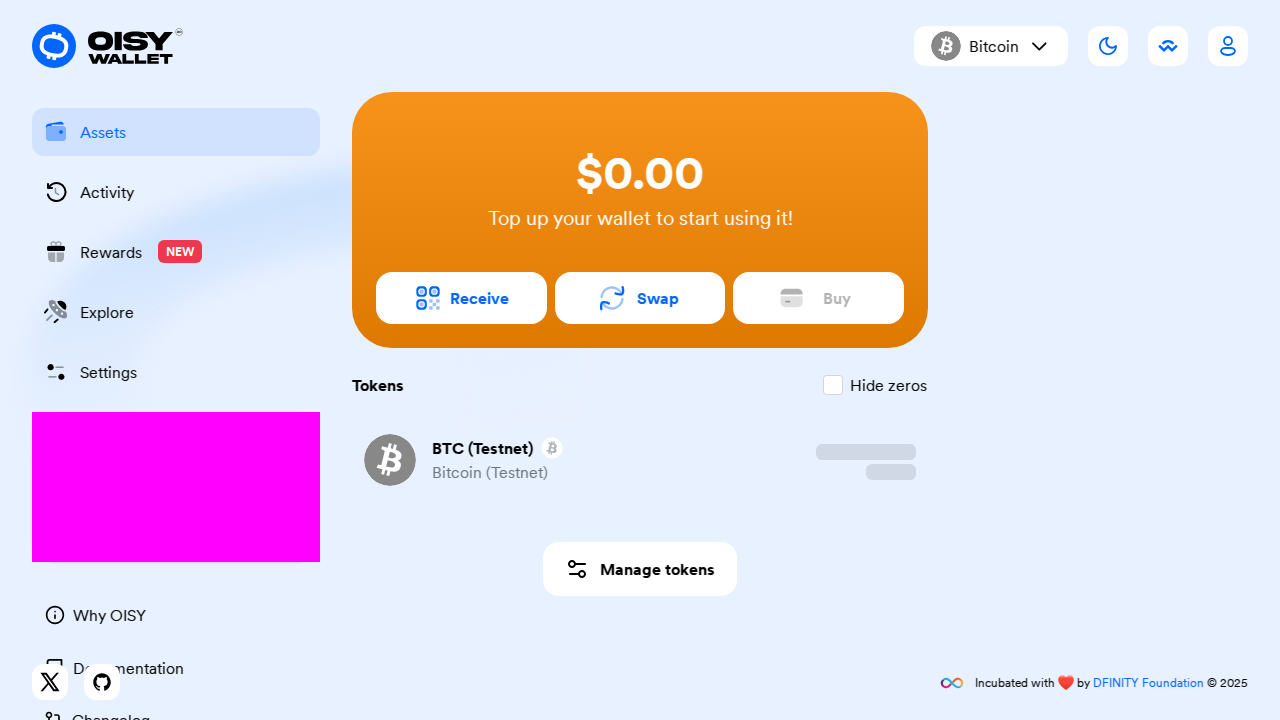 OISY
WALLET
Bitcoin
Assets
Activity
Rewards NEW
Explore
Settings
$0.00
Top up your wallet to start using it!
Receive
Swap
Buy
Tokens
Hide zeros
BTC (Testnet)
Bitcoin (Testnet)
Manage tokens
Why OISY
Documentation
Changelog
Incubated with ❤️ by DFINITY Foundation © 2025